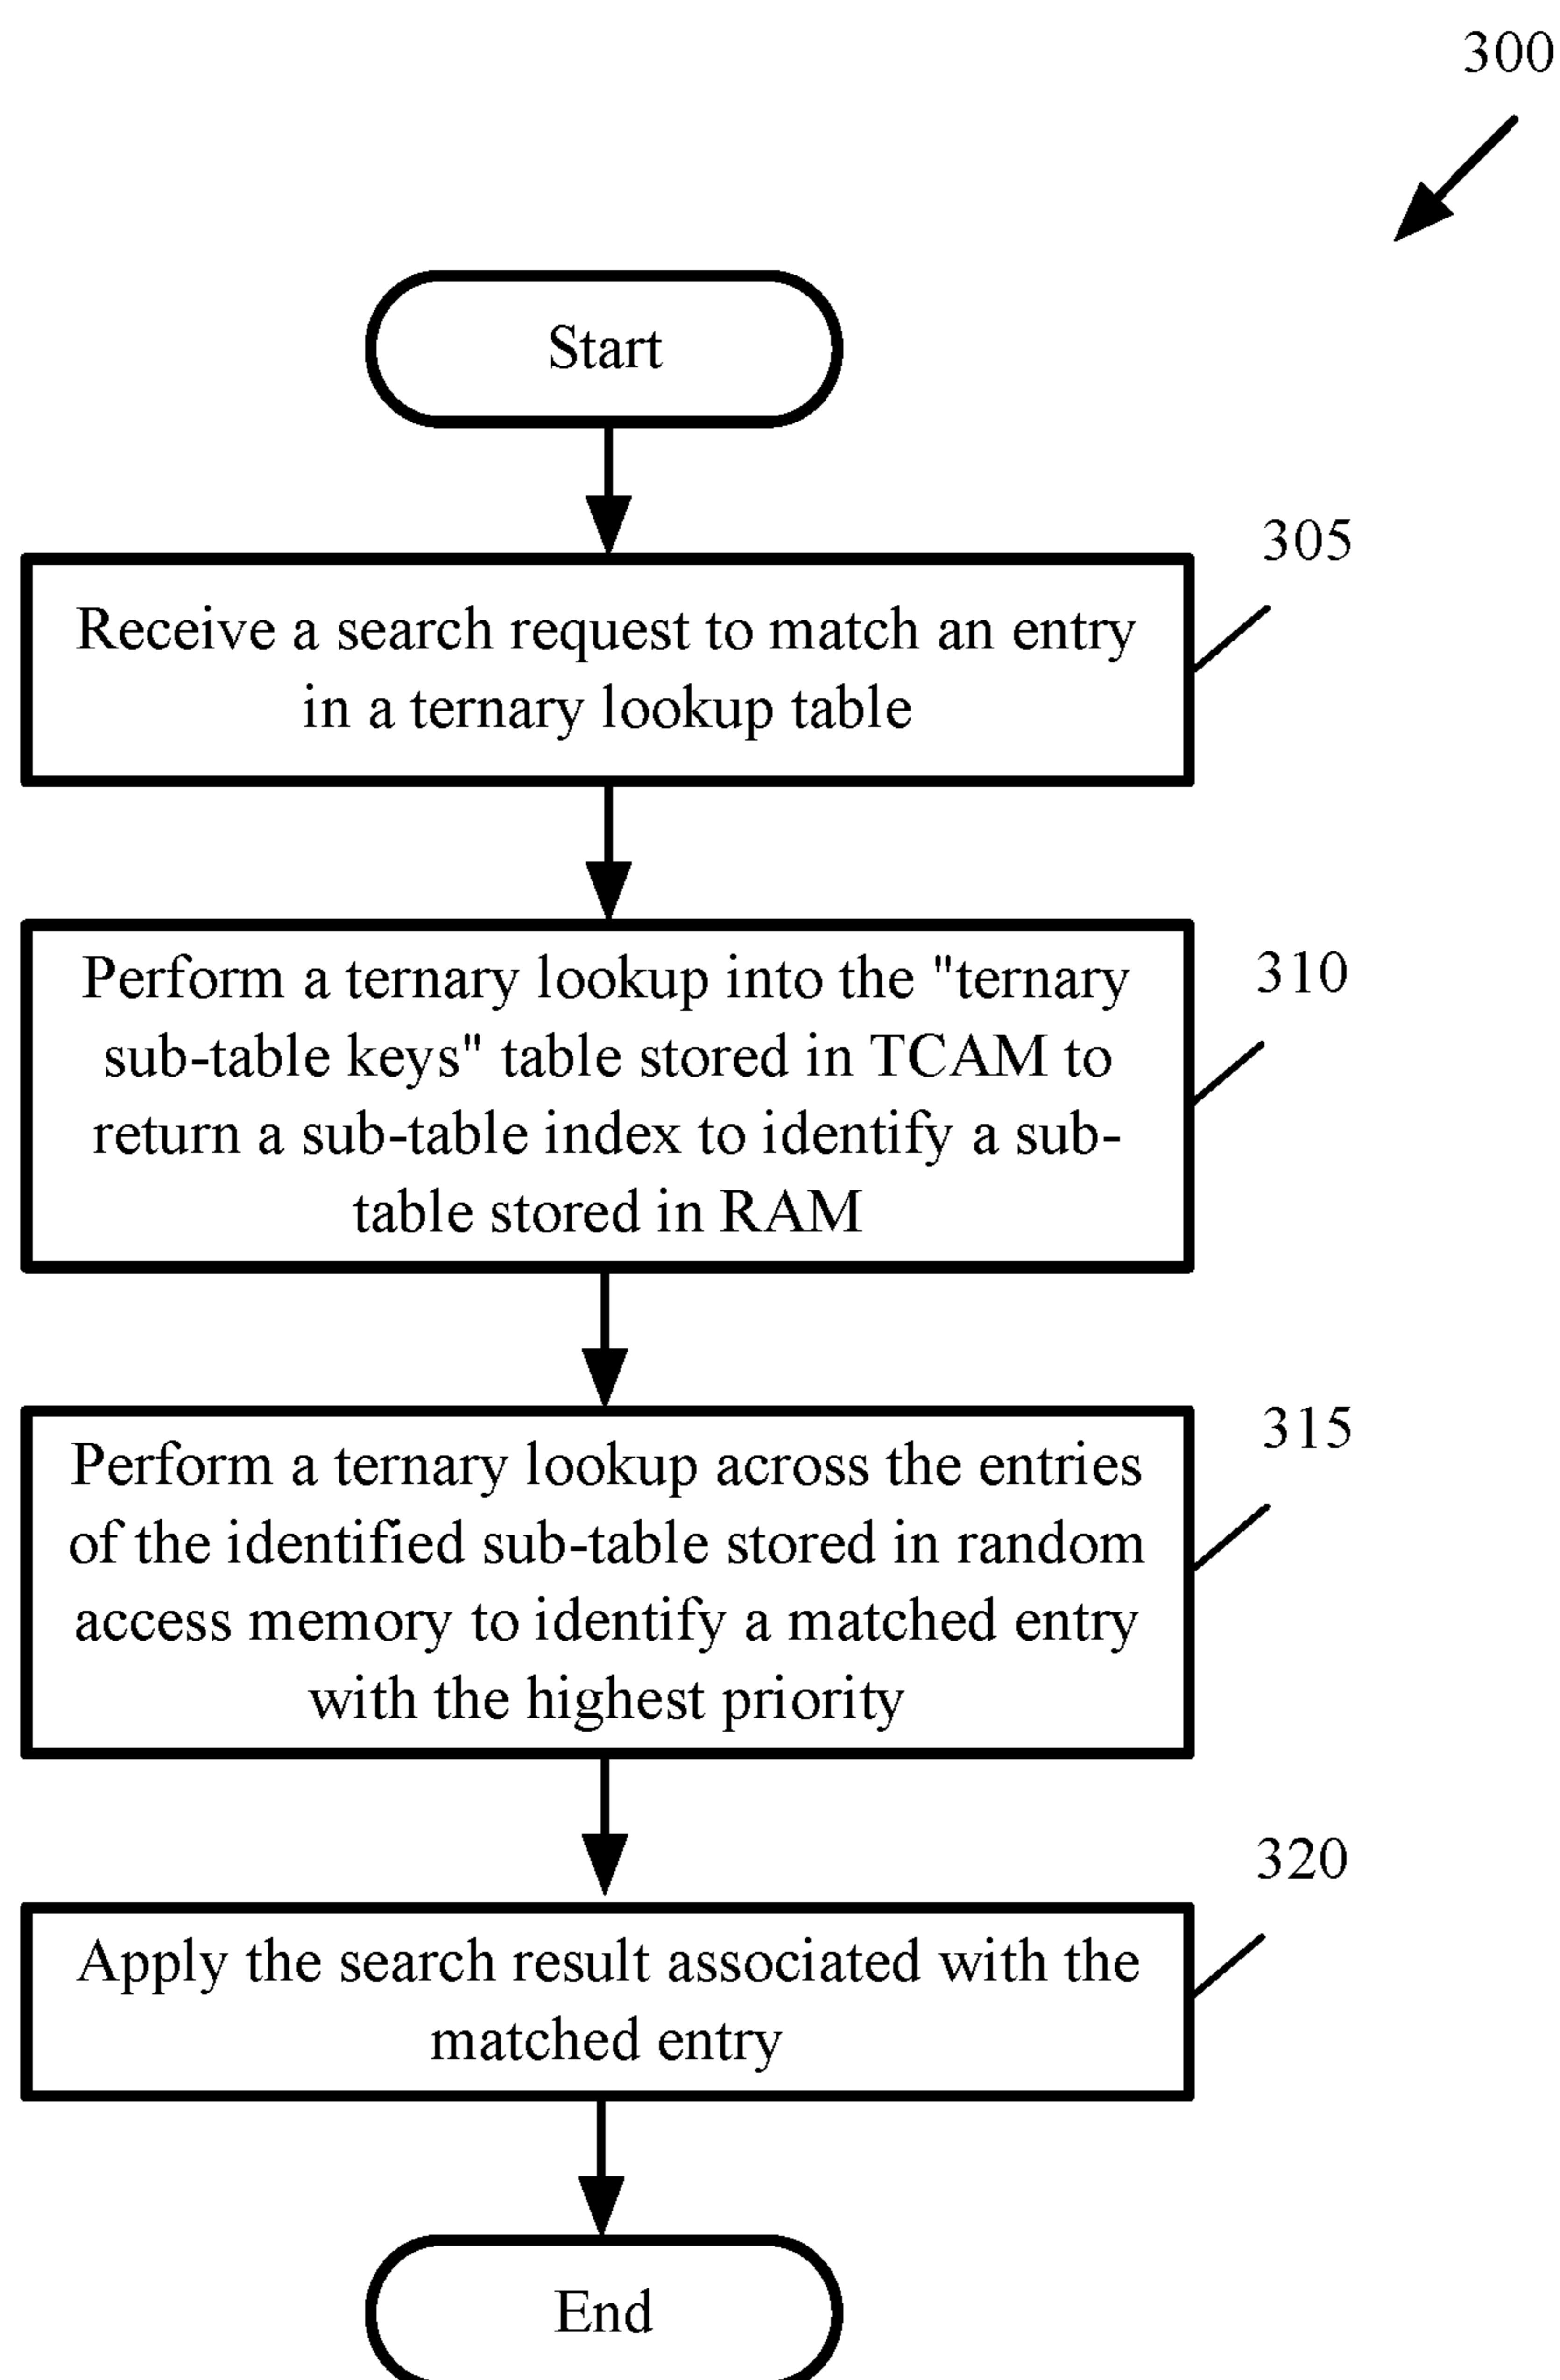 300
Start
305
Receive a search request to match an entry
in a ternary lookup table
310
Perform a ternary lookup into the "ternary
sub-table keys" table stored in TCAM to
return a sub-table index to identify a sub-
table stored in RAM
315
Perform a ternary lookup across the entries
of the identified sub-table stored in random
access memory to identify a matched entry
with the highest priority
320
Apply the search result associated with the
matched entry
End